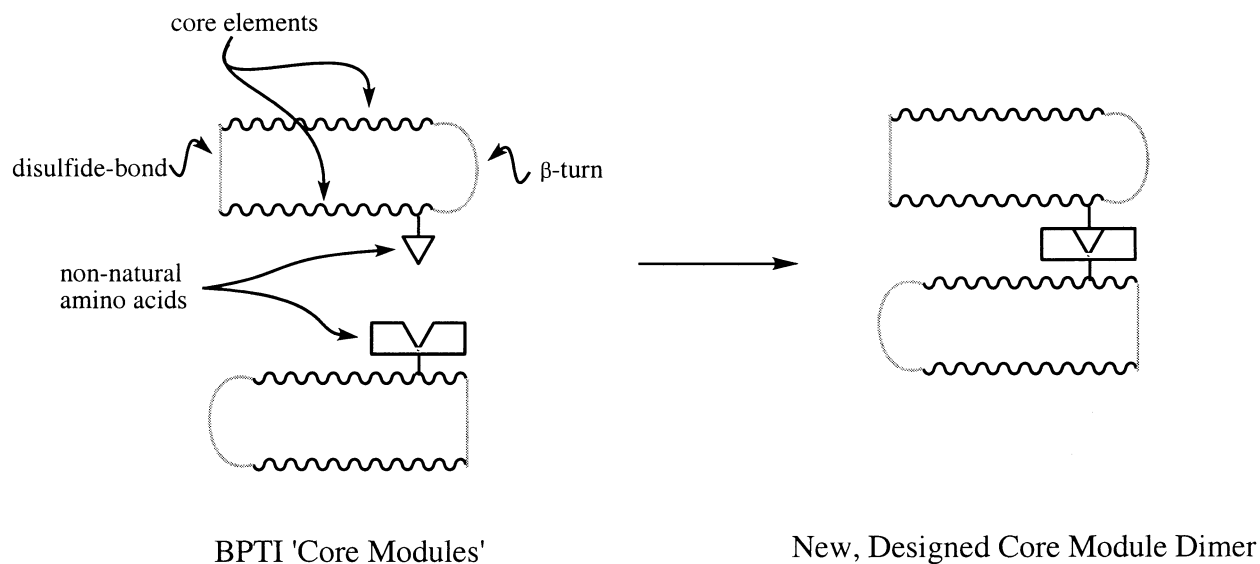 core elements
disulfide-bond
β-turn
non-natural
amino acids
BPTI 'Core Modules'
New, Designed Core Module Dimer